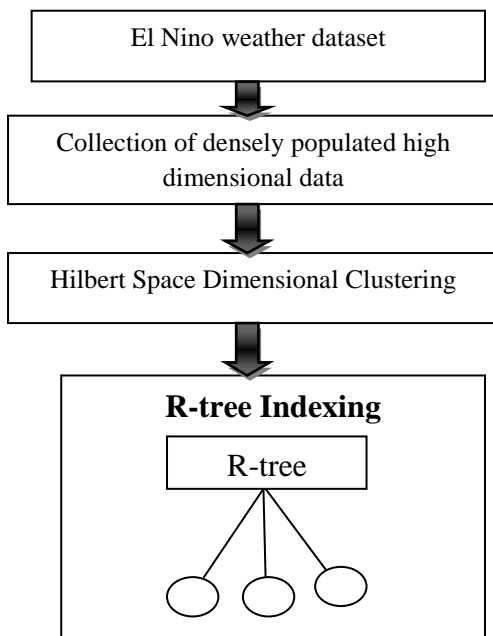 El Nino weather dataset
Collection of densely populated high
dimensional data
Hilbert Space Dimensional Clustering
R-tree Indexing
R-tree